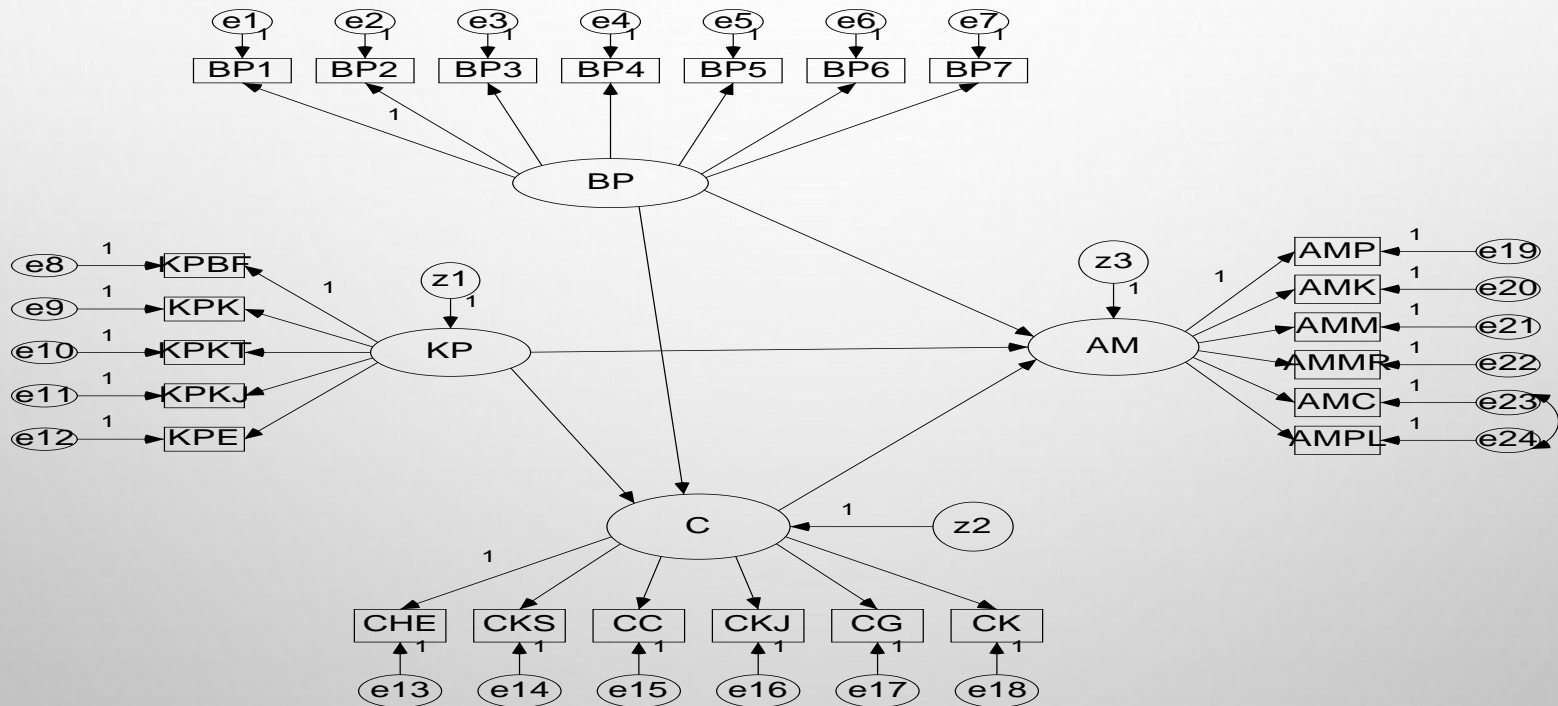 e1 e2 e3 e4 e5 e6 e7
1 1 1 1 1 1 1
BP1 BP2 BP3 BP4 BP5 BP6 BP7
1
BP
e8 1 KPBF
e9 1 KPK
e10 1 KPKT
e11 1 KPKJ
e12 1 KPE
1
z1
1
KP
z3
1
AM
1
AMP 1 e19
AMK 1 e20
AMM 1 e21
AMMR 1 e22
AMC 1 e23
AMPL 1 e24
C 1 z2
1
CHE CKS CC CKJ CG CK
1 1 1 1 1 1
e13 e14 e15 e16 e17 e18